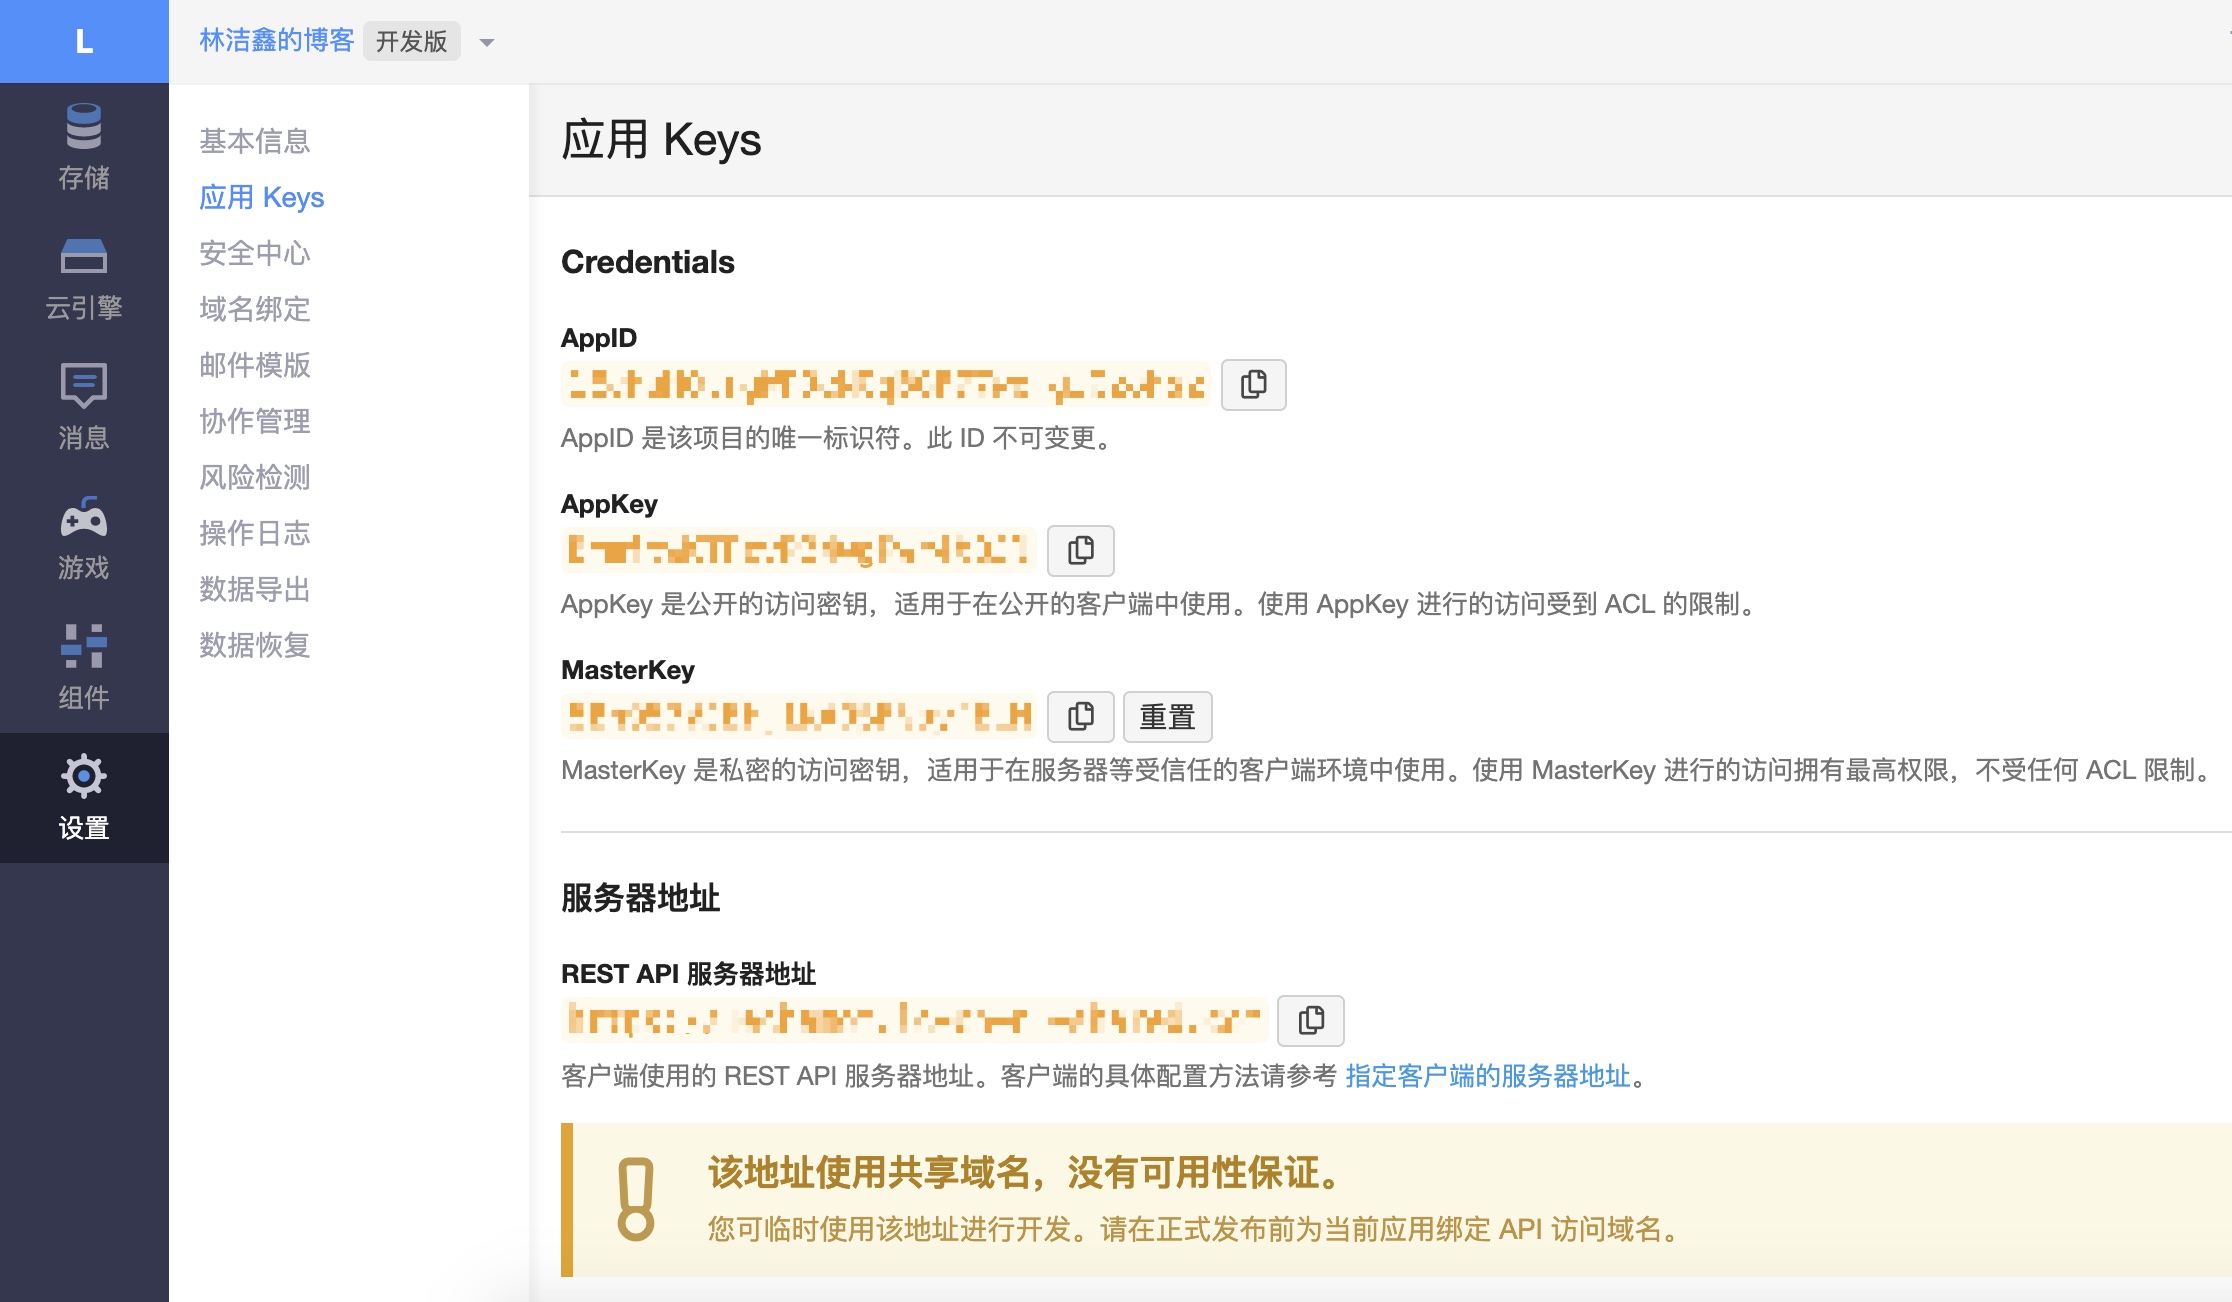 L
林洁鑫的博客 开发版
存储
云引擎
消息
游戏
组件
设置
基本信息
应用 Keys
安全中心
域名绑定
邮件模版
协作管理
风险检测
操作日志
数据导出
数据恢复
应用 Keys
Credentials
AppID
AppID 是该项目的唯一标识符。此 ID 不可变更。
AppKey
AppKey 是公开的访问密钥，适用于在公开的客户端中使用。使用 AppKey 进行的访问受到 ACL 的限制。
MasterKey
重置
MasterKey 是私密的访问密钥，适用于在服务器等受信任的客户端环境中使用。使用 MasterKey 进行的访问拥有最高权限，不受任何 ACL 限制。
服务器地址
REST API 服务器地址
客户端使用的 REST API 服务器地址。客户端的具体配置方法请参考 指定客户端的服务器地址。
该地址使用共享域名，没有可用性保证。
您可临时使用该地址进行开发。请在正式发布前为当前应用绑定 API 访问域名。